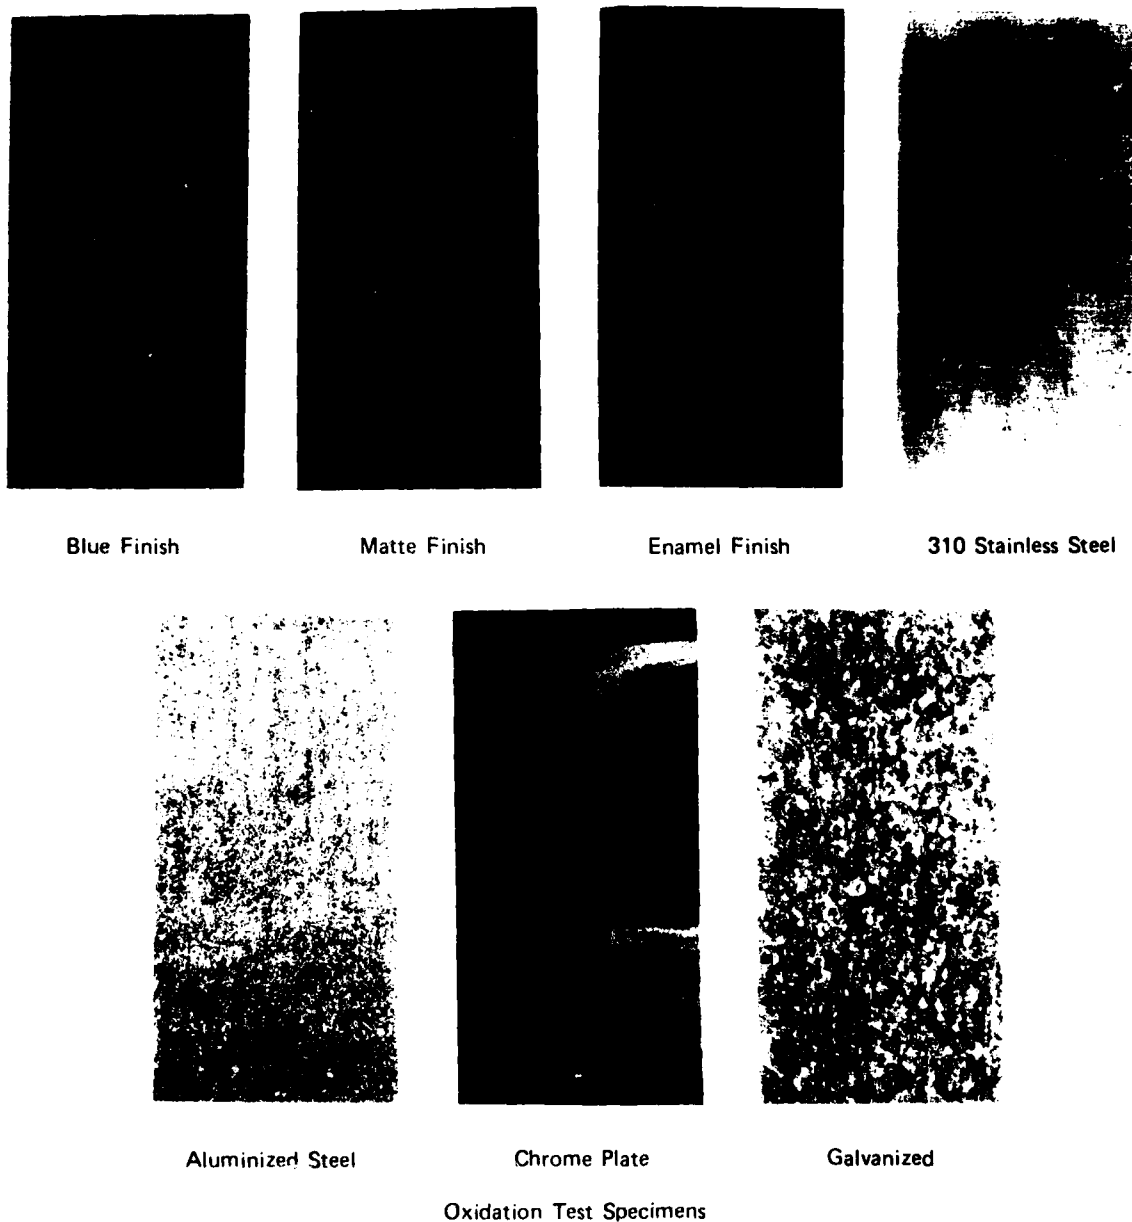 Blue Finish
Matte Finish
Enamel Finish
310 Stainless Steel
Aluminized Steel
Chrome Plate
Galvanized
Oxidation Test Specimens